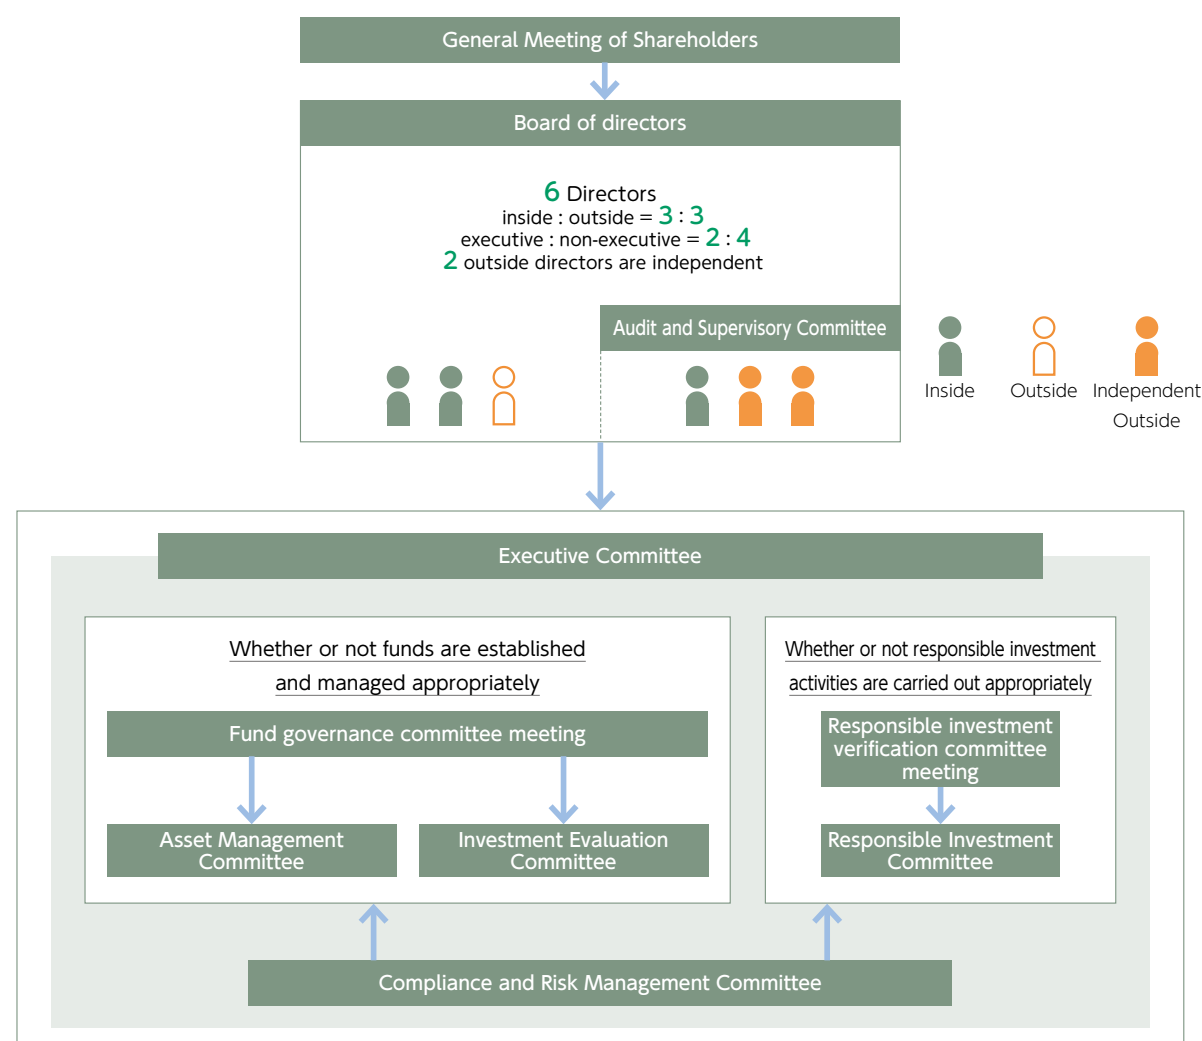 General Meeting of Shareholders
Board of directors
6 Directors
inside : outside = 3 : 3
executive : non-executive = 2 : 4
2 outside directors are independent
Audit and Supervisory Committee
Inside
Outside
Independent
Outside
Executive Committee
Whether or not funds are established
and managed appropriately
Fund governance committee meeting
Asset Management
Committee
Investment Evaluation
Committee
Whether or not responsible investment
activities are carried out appropriately
Responsible investment
verification committee
meeting
Responsible Investment
Committee
Compliance and Risk Management Committee